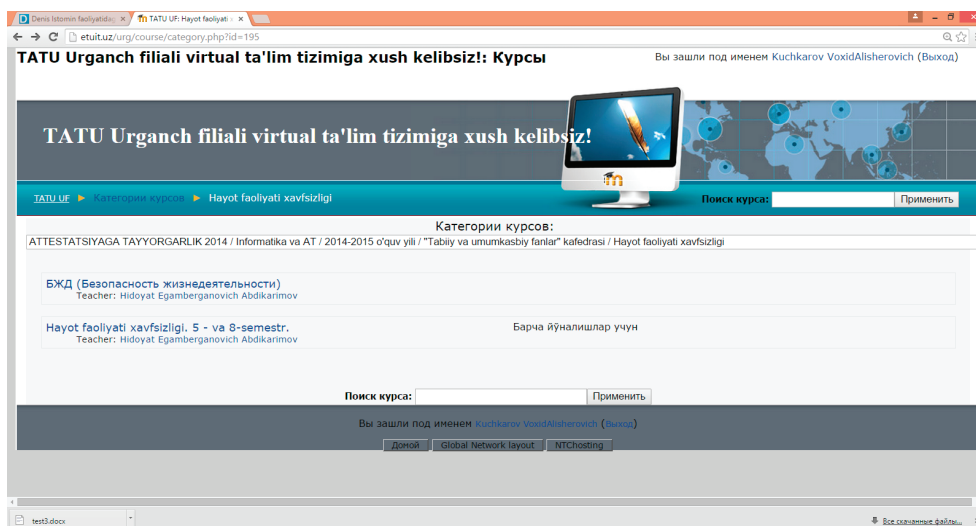 Denis Istomin faoliyatidag
TATU UF: Hayot faoliyati x
etuit.uz/urg/course/category.php?id=195
TATU Urganch filiali virtual ta'lim tizimiga xush kelibsiz!: Курсы
Вы зашли под именем Kuchkarov VoxidAlisherovich (Выход)
TATU Urganch filiali virtual ta'lim tizimiga xush kelibsiz!
TATU UF ► Категории курсов ► Hayot faoliyati xavfsizligi
Поиск курса: Применить
Категории курсов:
ATTESTATSIYAGA TAYYORGARLIK 2014 / Informatika va AT / 2014-2015 o'quv yili / "Tabiiy va umumkasbiy fanlar" kafedrasi / Hayot faoliyati xavfsizligi
БЖД (Безопасность жизнедеятельности)
Teacher: Hidoyat Egamberganovich Abdikarimov
Hayot faoliyati xavfsizligi. 5 - va 8-semestr.
Барча йўналишлар учун
Teacher: Hidoyat Egamberganovich Abdikarimov
Поиск курса: Применить
Вы зашли под именем Kuchkarov VoxidAlisherovich (Выход)
Домой Global Network layout NTChosting
test3.docx
Все скачанные файлы...